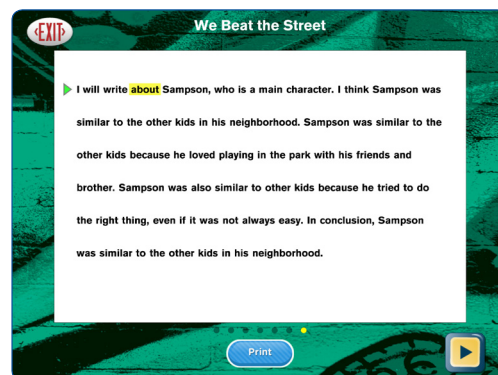 EXIT
We Beat the Street
I will write about Sampson, who is a main character. I think Sampson was
similar to the other kids in his neighborhood. Sampson was similar to the
other kids because he loved playing in the park with his friends and
brother. Sampson was also similar to other kids because he tried to do
the right thing, even if it was not always easy. In conclusion, Sampson
was similar to the other kids in his neighborhood.
Print